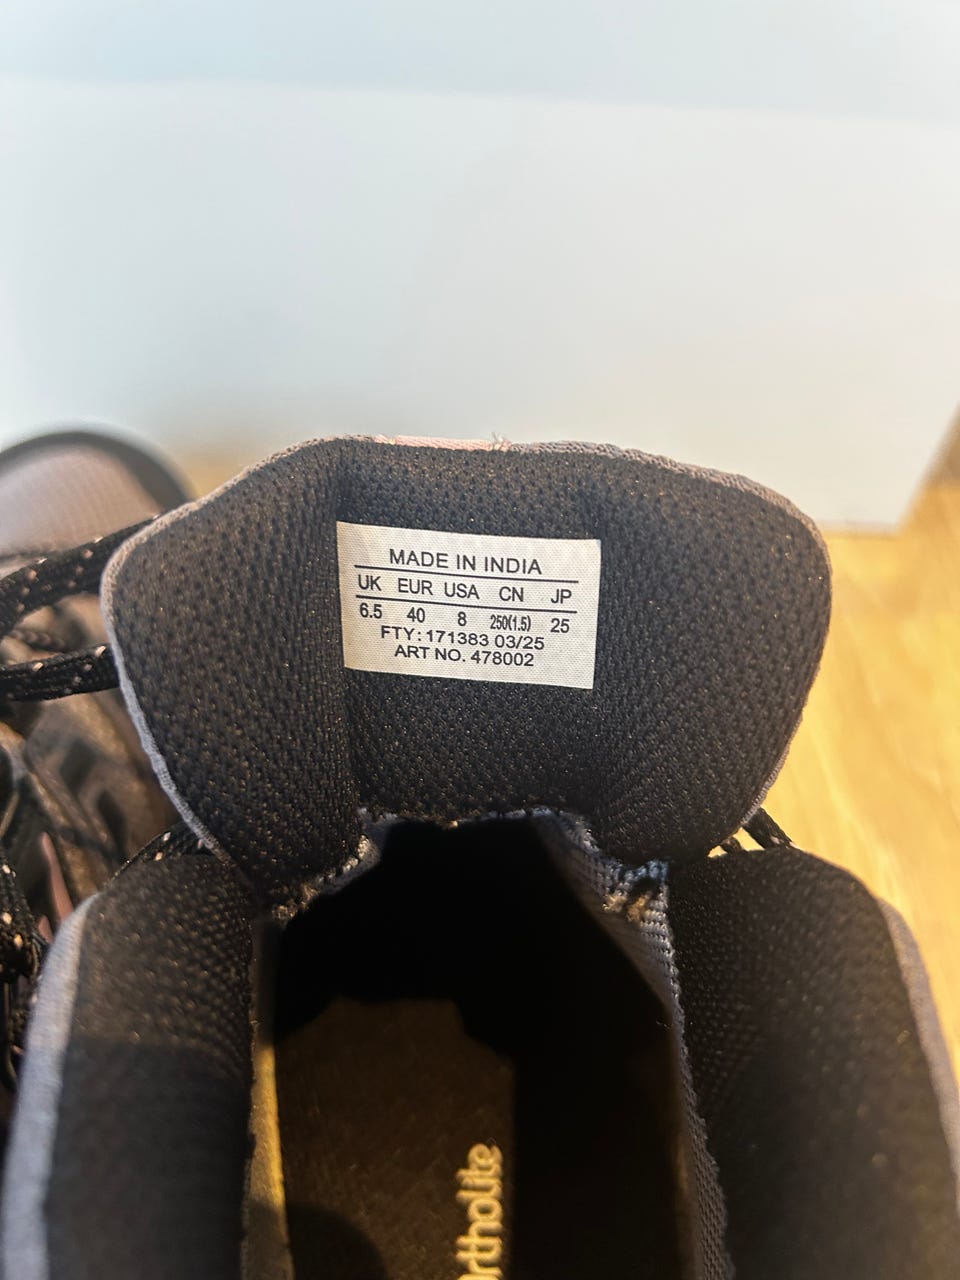 MADE IN INDIA
UK EUR USA CN JP
6.5 40 8 250(1.5) 25
FTY: 171383 03/25
ART NO. 478002
ortholite